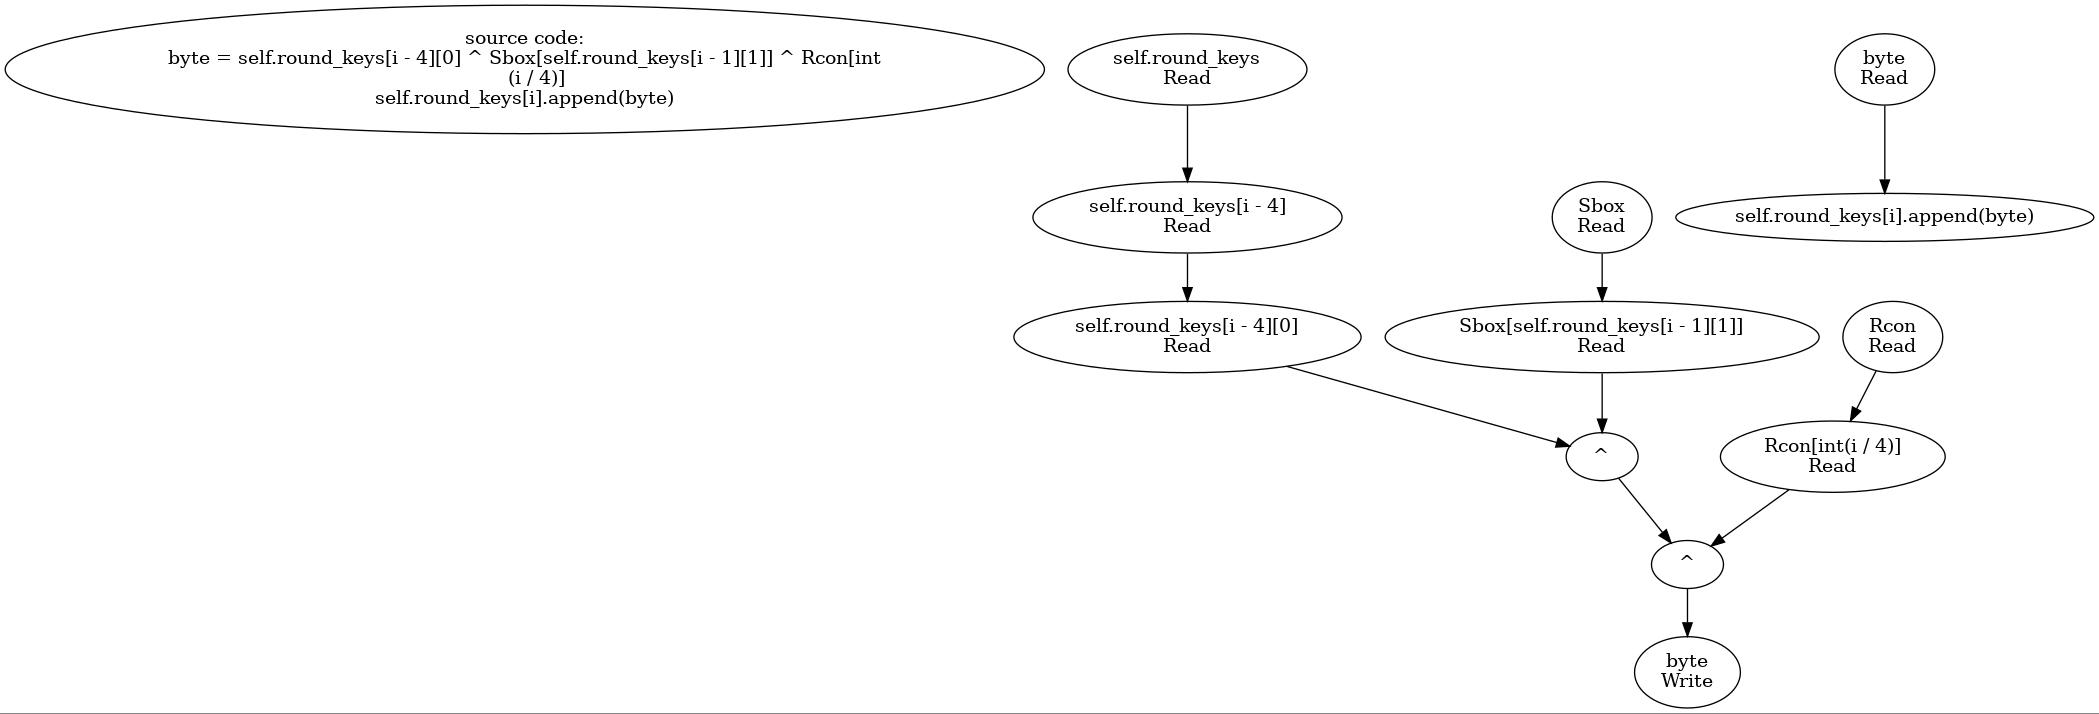 source code:
byte = self.round_keys[i - 4][0] ^ Sbox[self.round_keys[i - 1][1]] ^ Rcon[int
(i / 4)]
self.round_keys[i].append(byte)
self.round_keys
Read
byte
Read
self.round_keys[i - 4]
Read
Sbox
Read
self.round_keys[i].append(byte)
self.round_keys[i - 4][0]
Read
Sbox[self.round_keys[i - 1][1]]
Read
Rcon
Read
^
Rcon[int(i / 4)]
Read
^
byte
Write